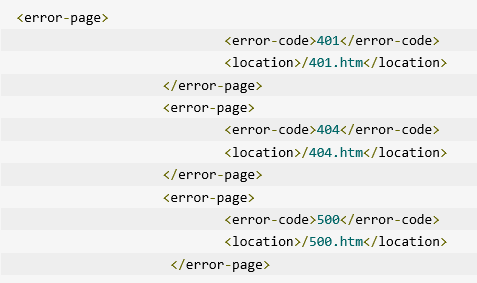 <error-page>
<error-code>401</error-code>
<location>/401.htm</location>
</error-page>
<error-page>
<error-code>404</error-code>
<location>/404.htm</location>
</error-page>
<error-page>
<error-code>500</error-code>
<location>/500.htm</location>
</error-page>